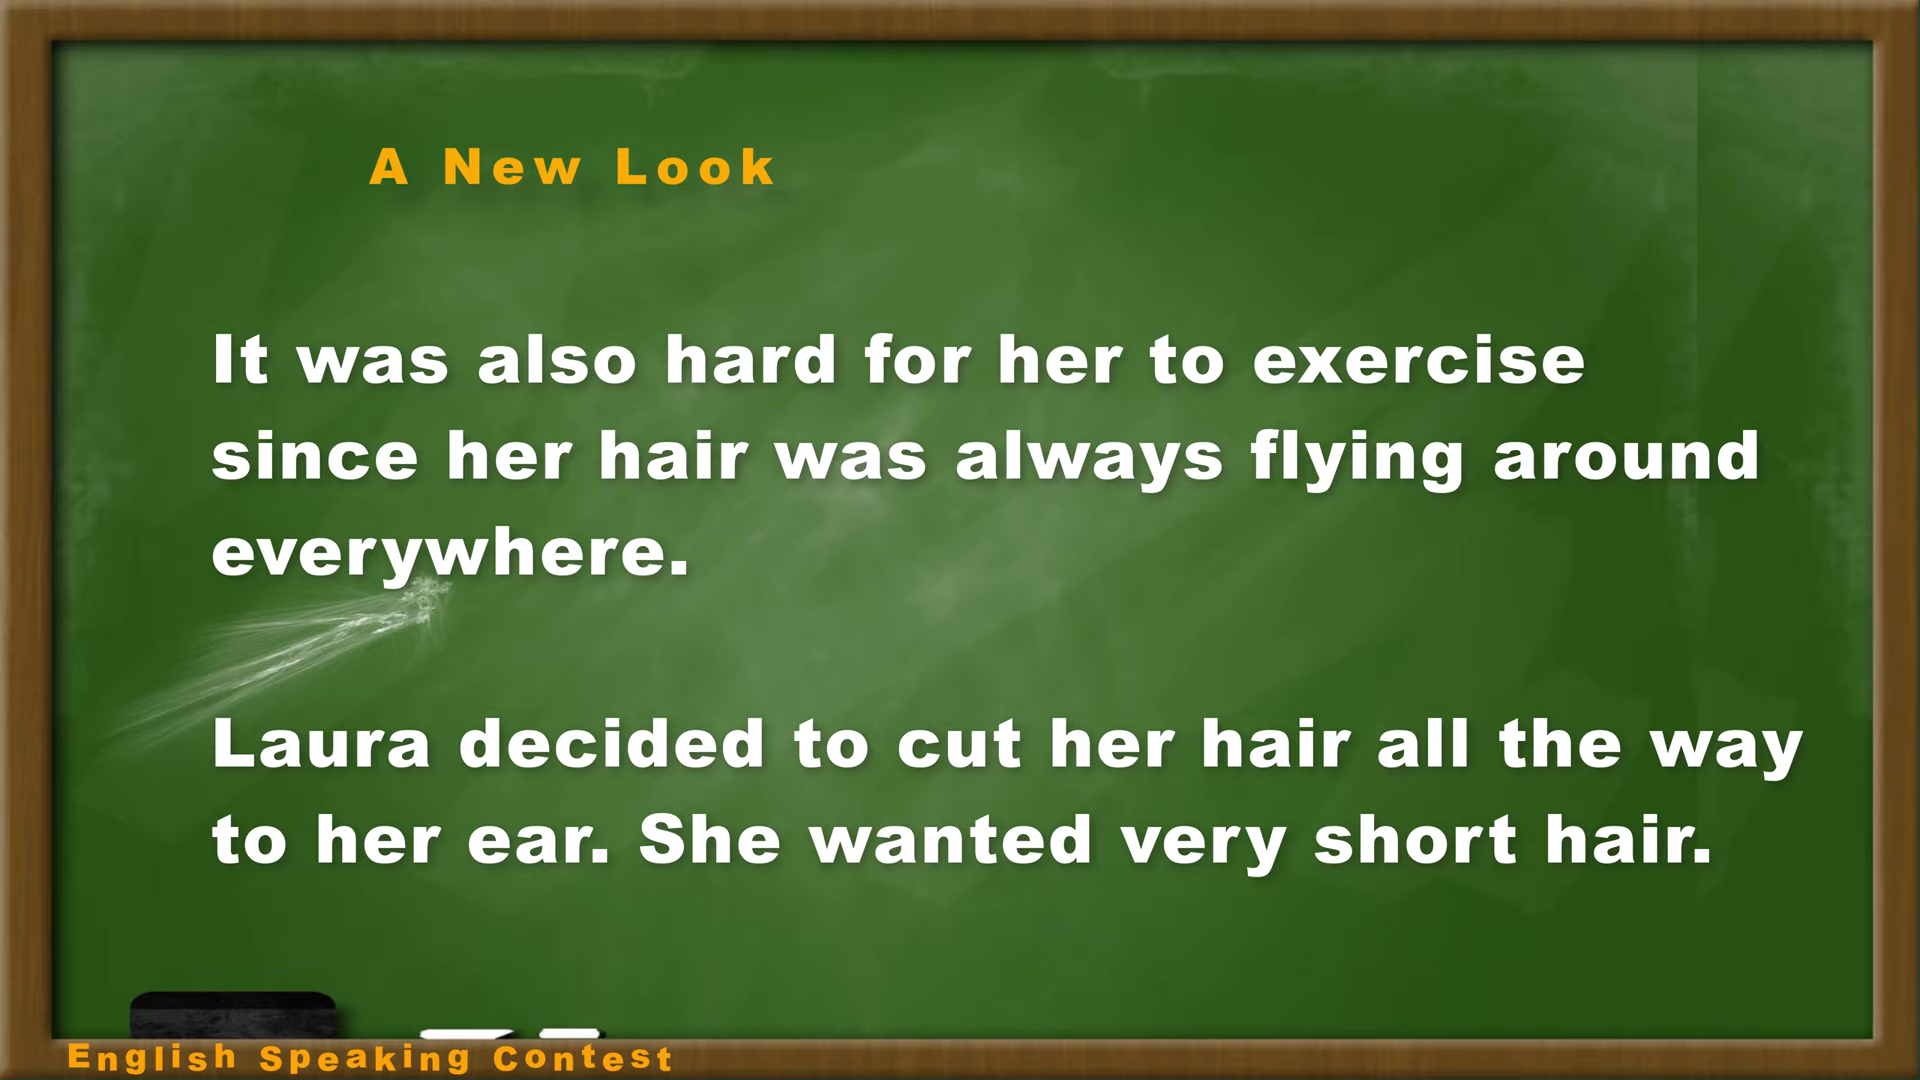 A New Look
It was also hard for her to exercise
since her hair was always flying around
everywhere.
Laura decided to cut her hair all the way
to her ear. She wanted very short hair.
English Speaking Contest